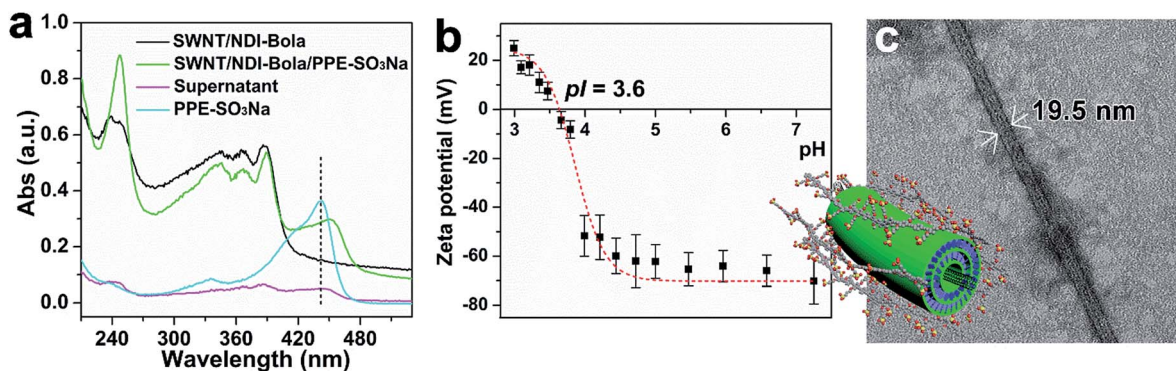 a
1.0
0.8
0.6
0.4
0.2
0.0
Abs (a.u.)
SWNT/NDI-Bola
SWNT/NDI-Bola/PPE-SO₃Na
Supernatant
PPE-SO₃Na
240 300 360 420 480
Wavelength (nm)
b
40
20
0
-20
-40
-60
-80
Zeta potential (mV)
pI = 3.6
3 4 5 6 7
pH
c
19.5 nm